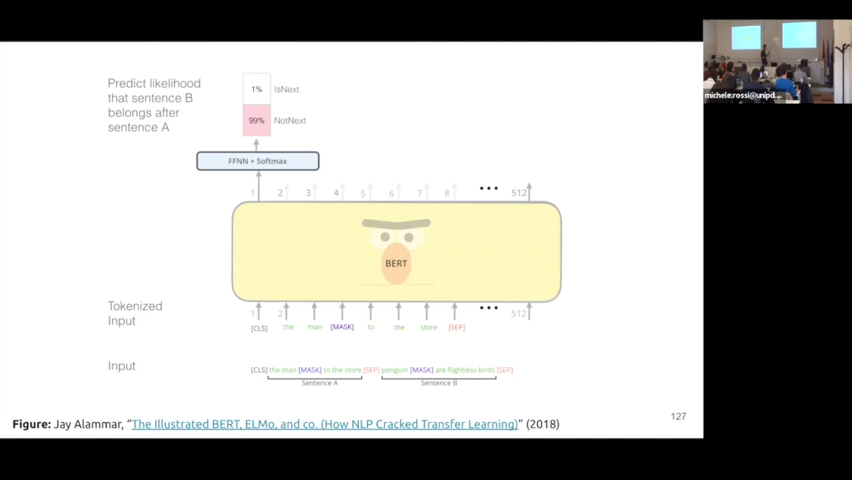 Predict likelihood
that sentence B
belongs after
sentence A
1% IsNext
99% NotNext
FFNN + Softmax
1 2 3 4 5 6 7 8 ••• 512
BERT
Tokenized
Input
1 2 ••• 512
[CLS] the man [MASK] to the store [SEP]
Input
[CLS] the man [MASK] to the store [SEP] penguin [MASK] are flightless birds [SEP]
Sentence A Sentence B
127
Figure: Jay Alammar, “The Illustrated BERT, ELMo, and co. (How NLP Cracked Transfer Learning)” (2018)
michele.rossi@unipd....